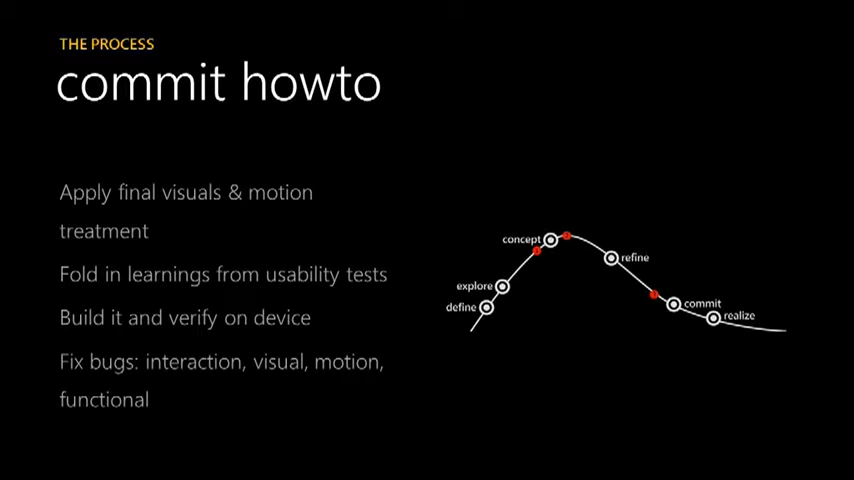 THE PROCESS
commit howto
Apply final visuals & motion
treatment
Fold in learnings from usability tests
Build it and verify on device
Fix bugs: interaction, visual, motion,
functional
concept
refine
explore
define
commit
realize